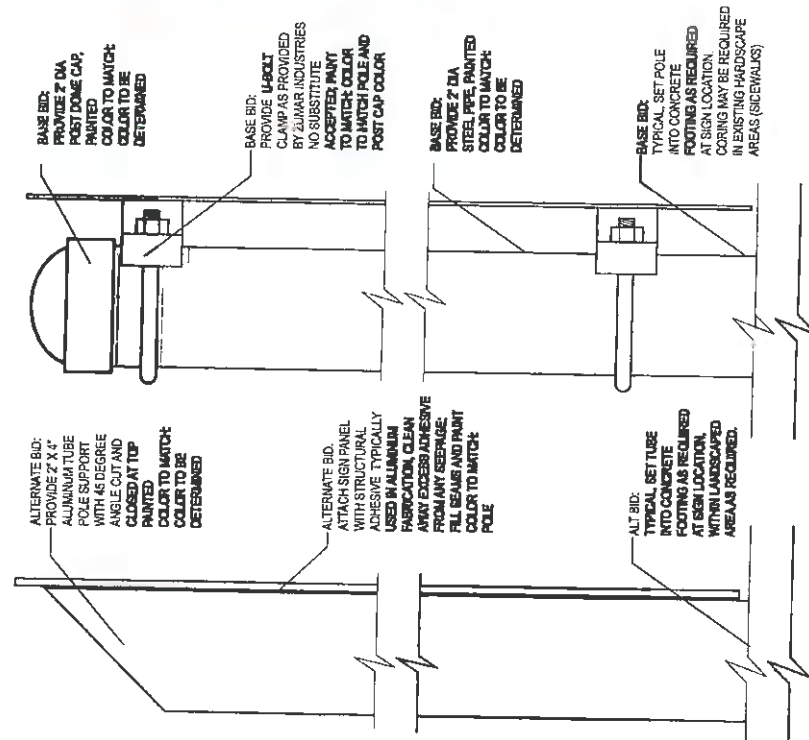 ALTERNATE BID:
PROVIDE 2" X 4"
ALUMINUM TUBE
POLE SUPPORT
WITH 45 DEGREE
ANGLE CUT AND
CLOSED AT TOP
PAINTED
COLOR TO MATCH:
COLOR TO BE
DETERMINED
ALTERNATE BID.
ATTACH SIGN PANEL
WITH STRUCTURAL
ADHESIVE TYPICALLY
USED IN ALUMINUM
FABRICATION, CLEAN
AWAY EXCESS ADHESIVE
FROM ANY SEEPAGE;
FILL SEAMS AND PAINT
COLOR TO MATCH:
POLE
ALT BID:
TYPICAL, SET TUBE
INTO CONCRETE
FOOTING AS REQUIRED
AT SIGN LOCATION,
WITHIN LANDSCAPED
AREA AS REQUIRED.
BASE BID:
PROVIDE 2" DIA
POST DOME CAP,
PAINTED
COLOR TO MATCH:
COLOR TO BE
DETERMINED
BASE BID:
PROVIDE U-BOLT
CLAMP AS PROVIDED
BY ZUMAR INDUSTRIES
NO SUBSTITUTE
ACCEPTED; PAINT
TO MATCH: COLOR
TO MATCH POLE AND
POST CAP COLOR
BASE BID:
PROVIDE 2" DIA
STEEL PIPE, PAINTED
COLOR TO MATCH:
COLOR TO BE
DETERMINED
BASE BID:
TYPICAL, SET POLE
INTO CONCRETE
FOOTING AS REQUIRED
AT SIGN LOCATION.
CORING MAY BE REQUIRED
IN EXISTING HARDSCAPE
AREAS (SIDEWALKS)